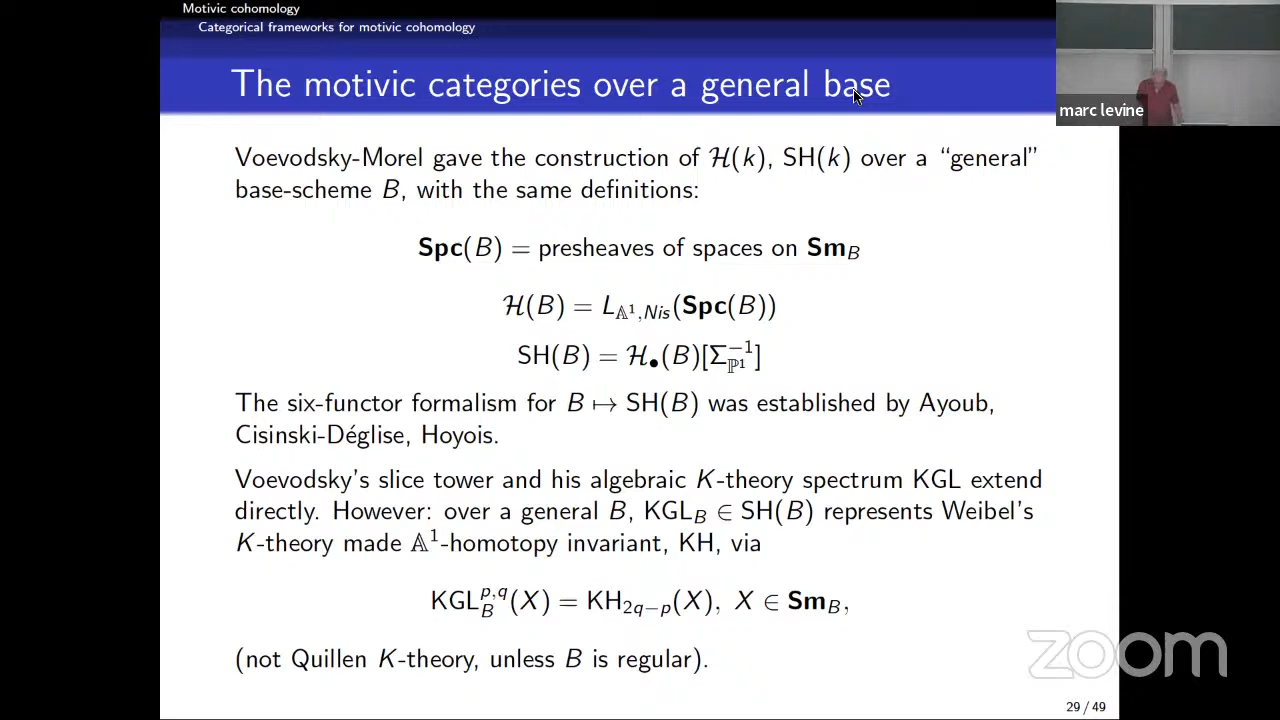 Motivic cohomology
Categorical frameworks for motivic cohomology
The motivic categories over a general base
marc levine
Voevodsky-Morel gave the construction of ℋ(k), SH(k) over a “general”
base-scheme B, with the same definitions:
Spc(B) = presheaves of spaces on Sm_B
ℋ(B) = L_{𝔸¹,Nis}(Spc(B))
SH(B) = ℋ_•(B)[Σ_{ℙ¹}^{−1}]
The six-functor formalism for B ↦ SH(B) was established by Ayoub,
Cisinski-Déglise, Hoyois.
Voevodsky’s slice tower and his algebraic K-theory spectrum KGL extend
directly. However: over a general B, KGL_B ∈ SH(B) represents Weibel’s
K-theory made 𝔸¹-homotopy invariant, KH, via
KGL_B^{p,q}(X) = KH_{2q−p}(X), X ∈ Sm_B,
(not Quillen K-theory, unless B is regular).
zoom
29 / 49